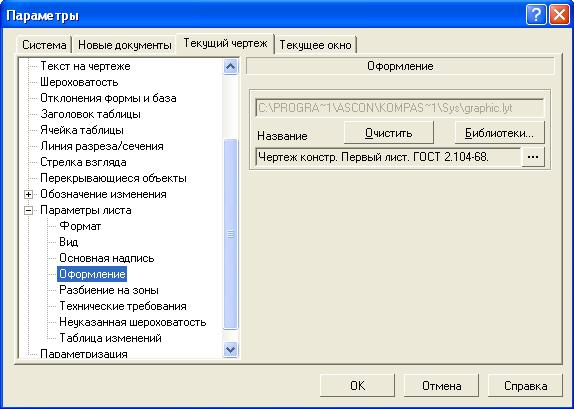 Параметры
Система
Новые документы
Текущий чертеж
Текущее окно
Текст на чертеже
Шероховатость
Отклонения формы и база
Заголовок таблицы
Ячейка таблицы
Линия разреза/сечения
Стрелка взгляда
Перекрывающиеся объекты
Обозначение изменения
Параметры листа
Формат
Вид
Основная надпись
Оформление
Разбиение на зоны
Технические требования
Неуказанная шероховатость
Таблица изменений
Параметризация
Оформление
C:\PROGRA~1\ASCON\KOMPAS~1\Sys\graphic.lyt
Название
Очистить
Библиотеки...
Чертеж констр. Первый лист. ГОСТ 2.104-68.
...
OK
Отмена
Справка